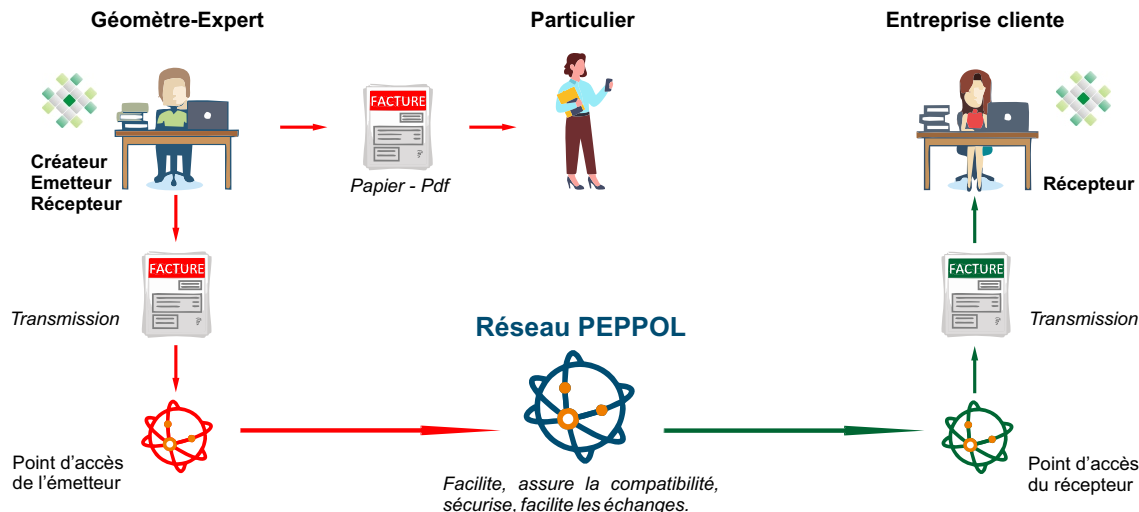 Géomètre-Expert
Particulier
Entreprise cliente
FACTURE
Créateur
Emetteur
Récepteur
Papier - Pdf
Récepteur
FACTURE
FACTURE
Transmission
Transmission
Réseau PEPPOL
Point d’accès
de l’émetteur
Facilite, assure la compatibilité,
sécurise, facilite les échanges.
Point d’accès
du récepteur